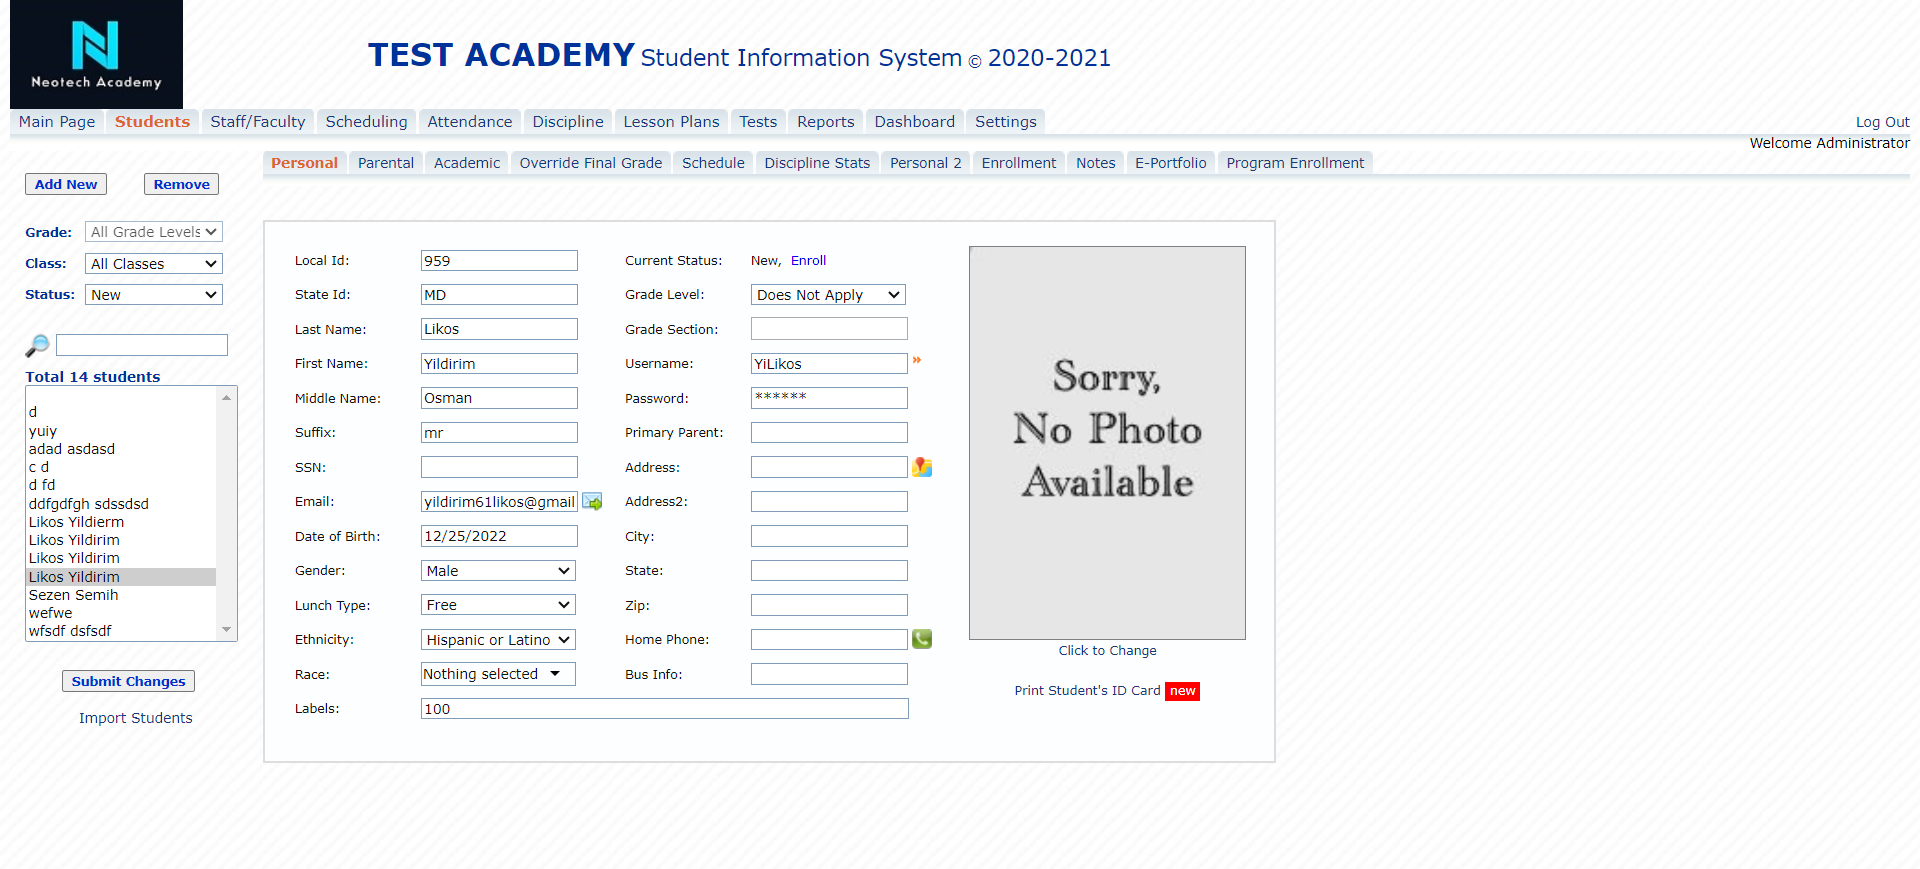 Neotech Academy
TEST ACADEMY Student Information System © 2020-2021
Main Page Students Staff/Faculty Scheduling Attendance Discipline Lesson Plans Tests Reports Dashboard Settings
Log Out
Welcome Administrator
Personal Parental Academic Override Final Grade Schedule Discipline Stats Personal 2 Enrollment Notes E-Portfolio Program Enrollment
Add New Remove
Grade: All Grade Levels
Class: All Classes
Status: New
Total 14 students
d
yuiy
adad asdasd
c d
d fd
ddfgdfgh sdssdsd
Likos Yildierm
Likos Yildirim
Likos Yildirim
Likos Yildirim
Sezen Semih
wefwe
wfsdf dsfsdf
Submit Changes
Import Students
Local Id: 959
State Id: MD
Last Name: Likos
First Name: Yildirim
Middle Name: Osman
Suffix: mr
SSN:
Email: yildirim61likos@gmail
Date of Birth: 12/25/2022
Gender: Male
Lunch Type: Free
Ethnicity: Hispanic or Latino
Race: Nothing selected
Labels: 100
Current Status: New, Enroll
Grade Level: Does Not Apply
Grade Section:
Username: YiLikos »
Password: ******
Primary Parent:
Address:
Address2:
City:
State:
Zip:
Home Phone:
Bus Info:
Sorry,
No Photo
Available
Click to Change
Print Student's ID Card new